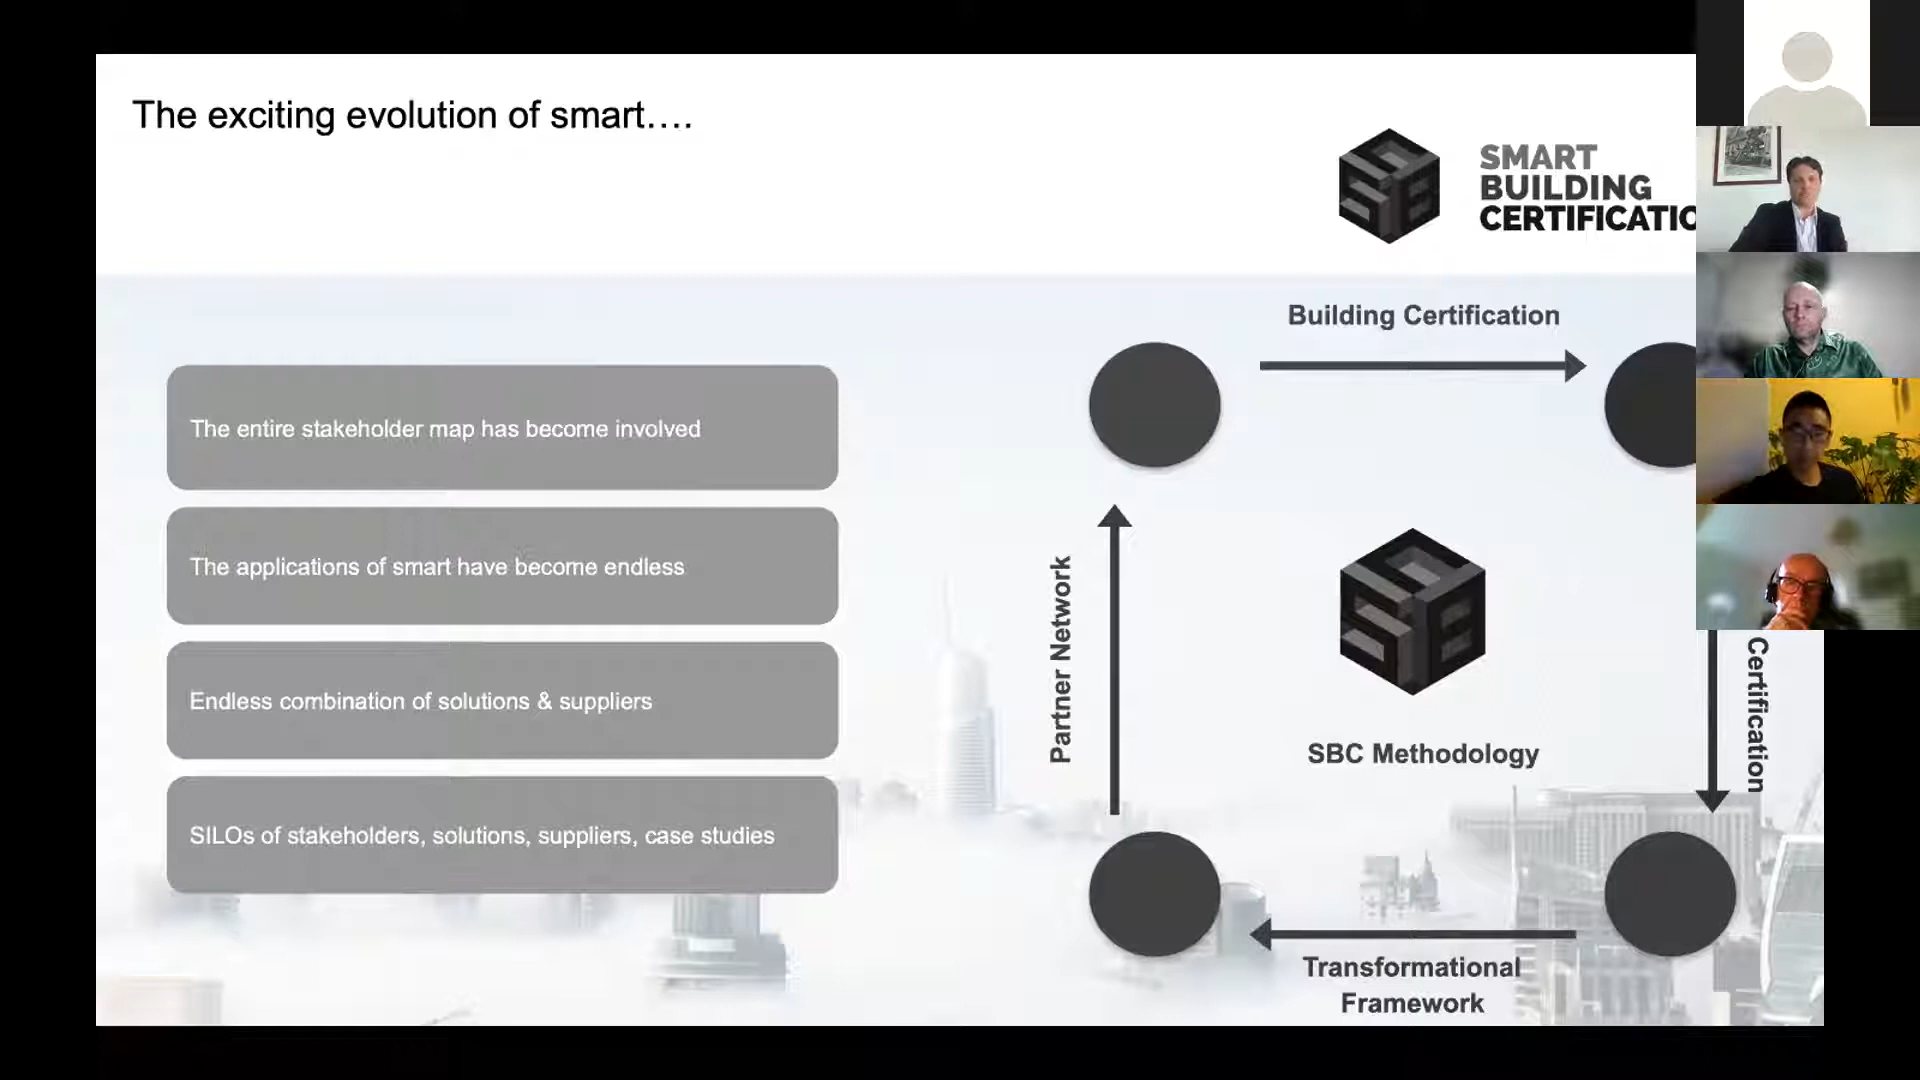 The exciting evolution of smart....
SMART
BUILDING
CERTIFICATIO
Building Certification
The entire stakeholder map has become involved
The applications of smart have become endless
Endless combination of solutions & suppliers
SILOs of stakeholders, solutions, suppliers, case studies
Partner Network
SBC Methodology
Certification
Transformational
Framework